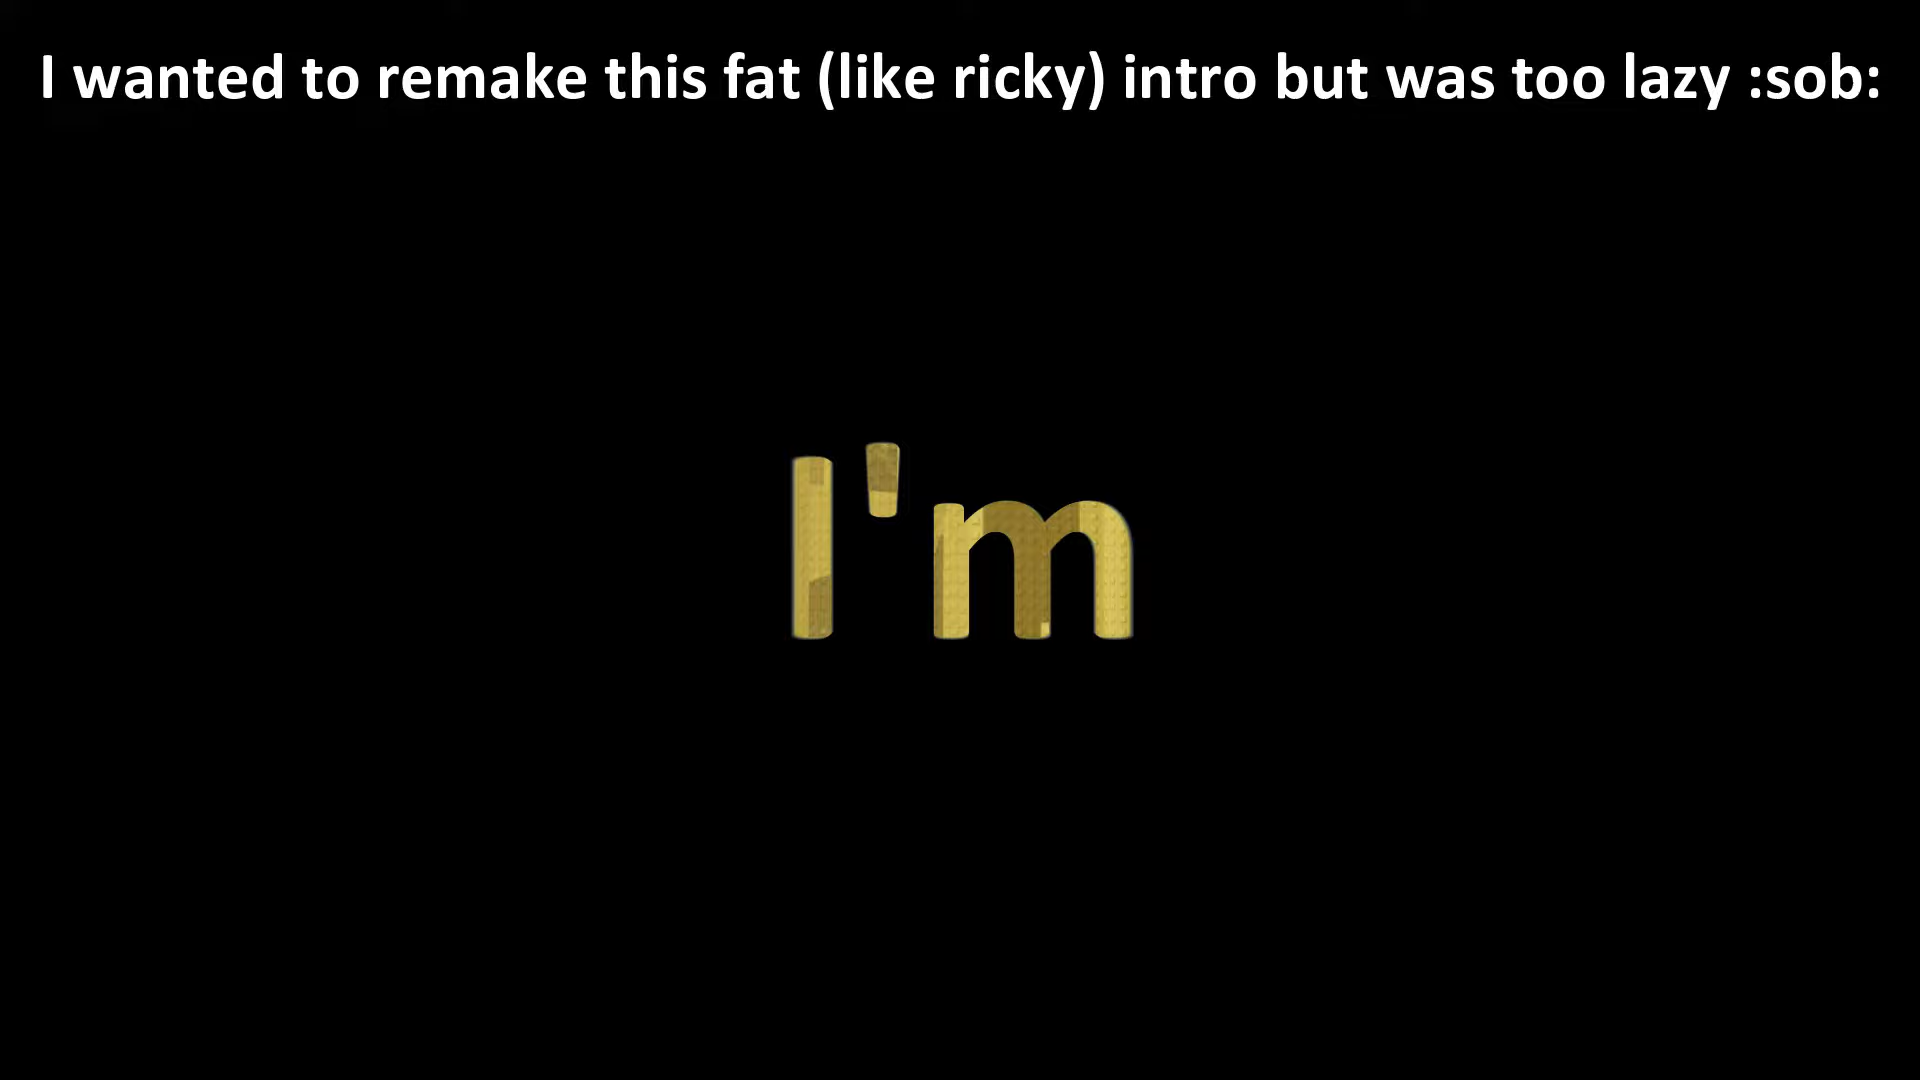 I wanted to remake this fat (like ricky) intro but was too lazy :sob:
I'm